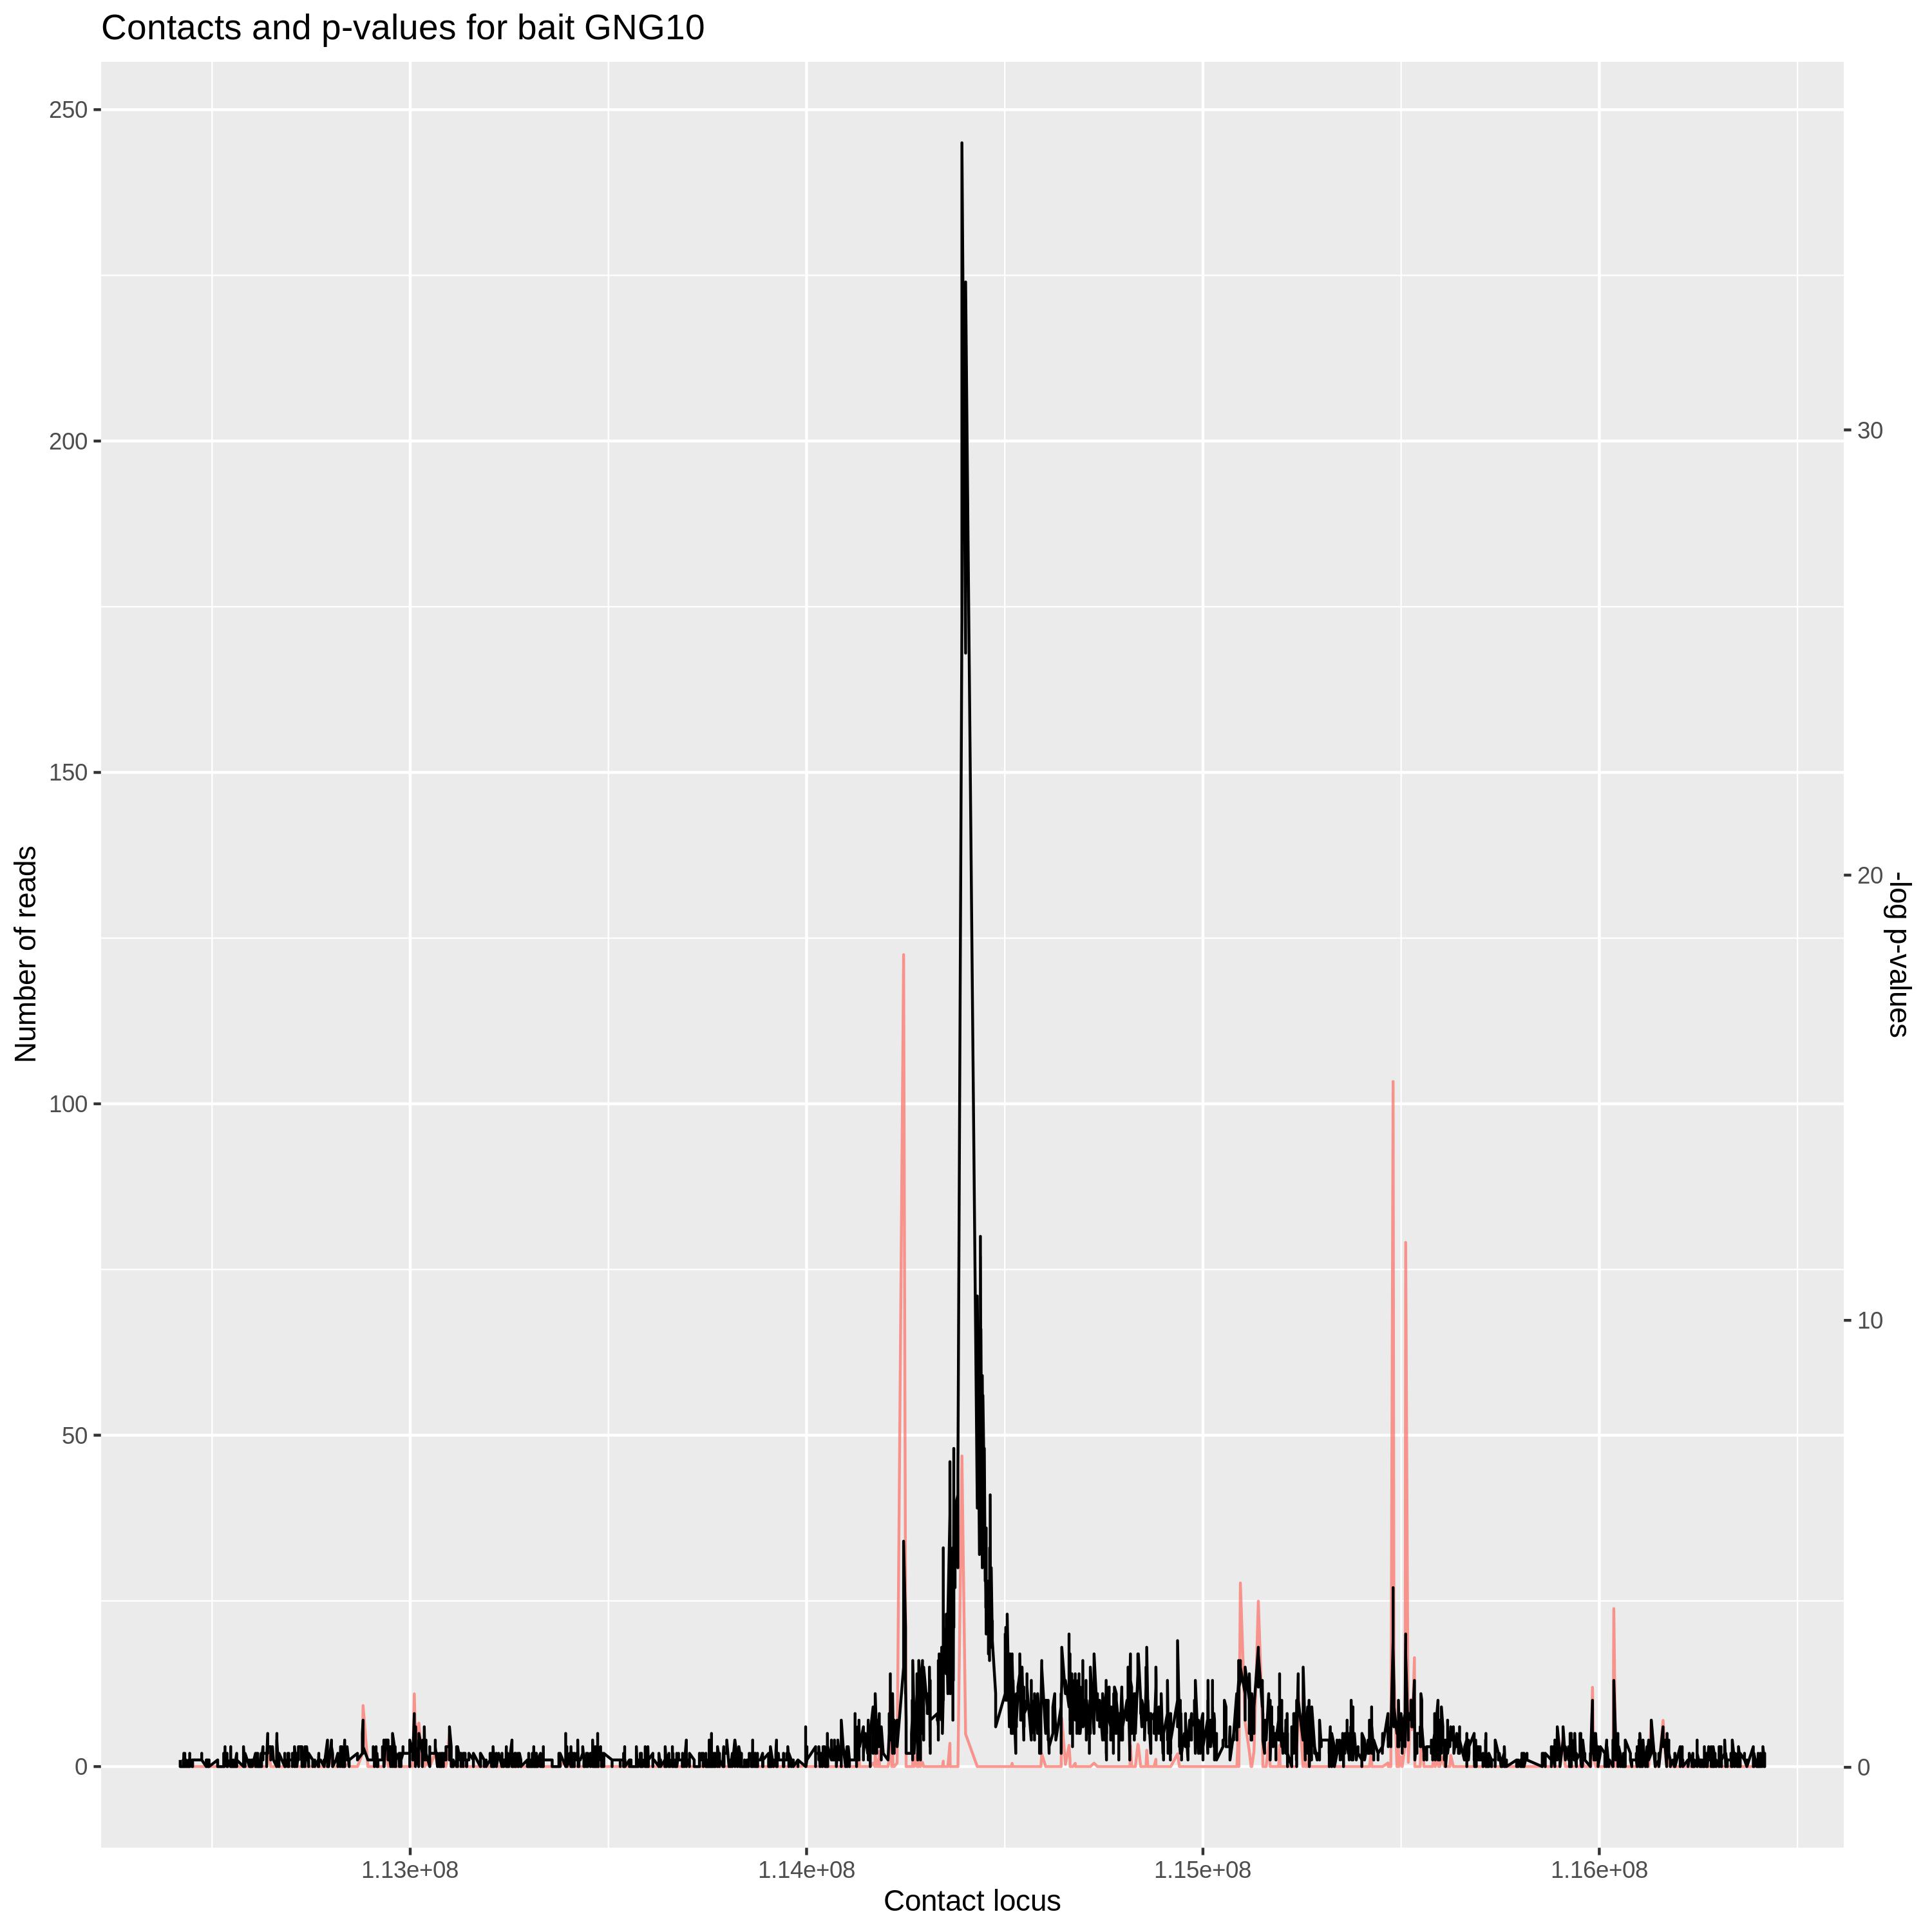 Contacts and p-values for bait GNG10
250
200
150
100
50
0
Number of reads
30
20
10
0
-log p-values
1.13e+08
1.14e+08
1.15e+08
1.16e+08
Contact locus